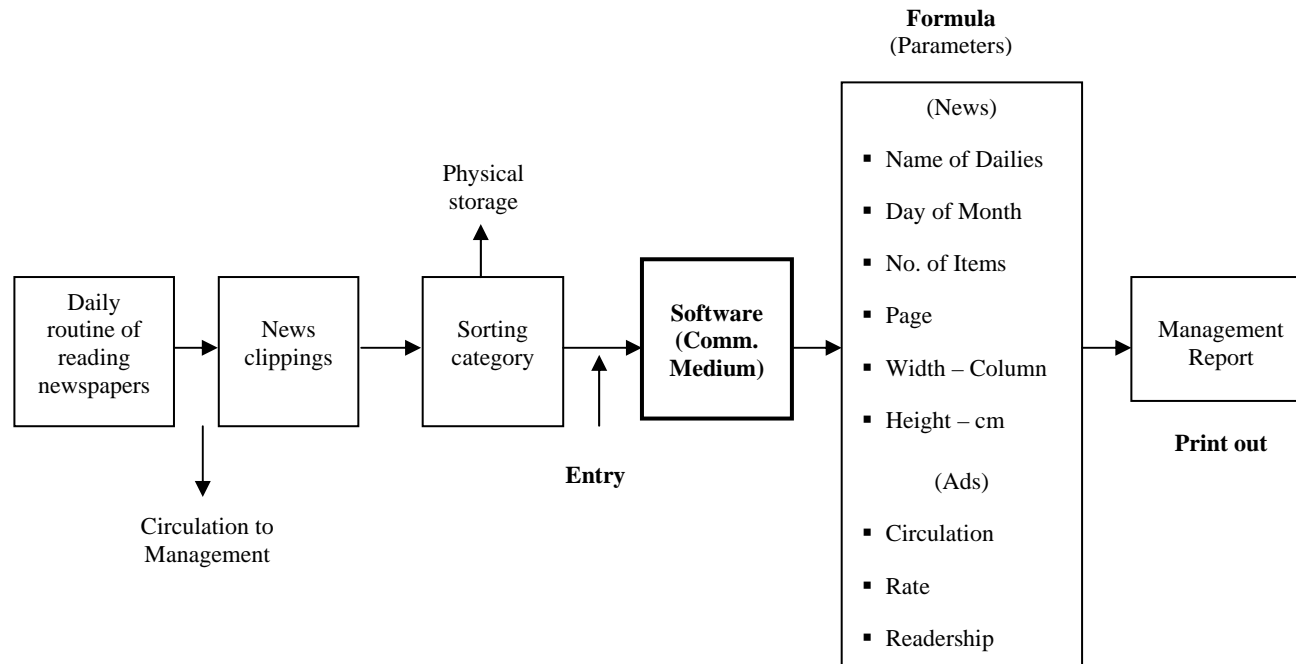 Formula
(Parameters)
(News)
▪ Name of Dailies
▪ Day of Month
▪ No. of Items
▪ Page
▪ Width – Column
▪ Height – cm
(Ads)
▪ Circulation
▪ Rate
▪ Readership
Physical
storage
Daily
routine of
reading
newspapers
News
clippings
Sorting
category
Software
(Comm.
Medium)
Management
Report
Print out
Entry
Circulation to
Management